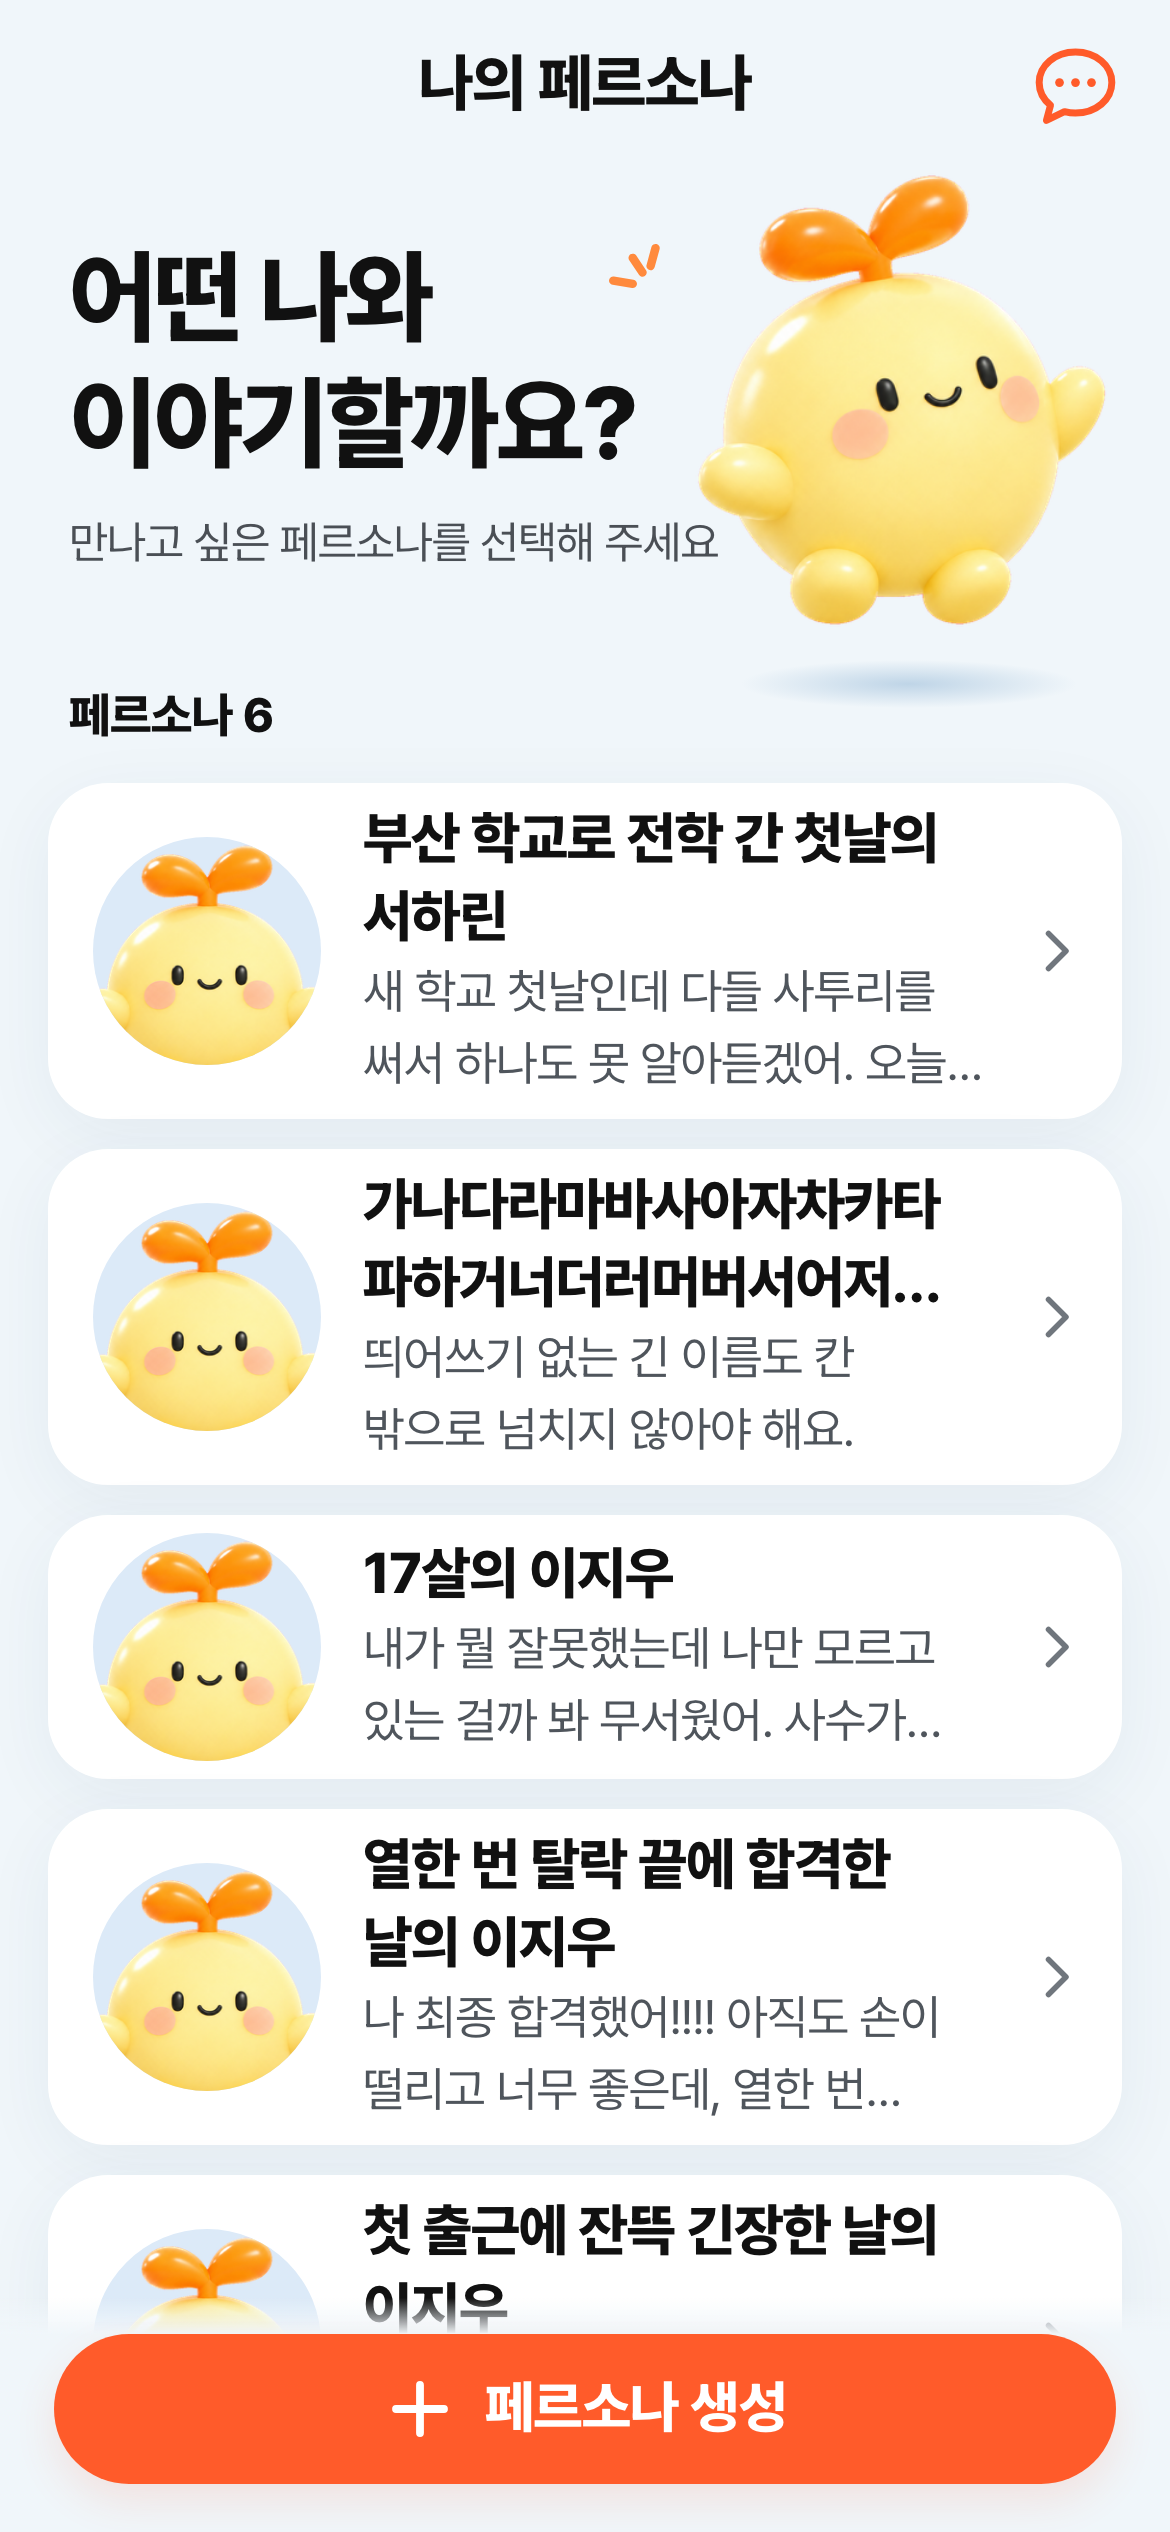 나의 페르소나
어떤 나와
이야기할까요?
만나고 싶은 페르소나를 선택해 주세요
페르소나 6
부산 학교로 전학 간 첫날의
서하린
새 학교 첫날인데 다들 사투리를
써서 하나도 못 알아듣겠어. 오늘...
가나다라마바사아자차카타
파하거너더러머버서어저...
띄어쓰기 없는 긴 이름도 칸
밖으로 넘치지 않아야 해요.
17살의 이지우
내가 뭘 잘못했는데 나만 모르고
있는 걸까 봐 무서웠어. 사수가...
열한 번 탈락 끝에 합격한
날의 이지우
나 최종 합격했어!!!! 아직도 손이
떨리고 너무 좋은데, 열한 번...
첫 출근에 잔뜩 긴장한 날의
이지우
페르소나 생성